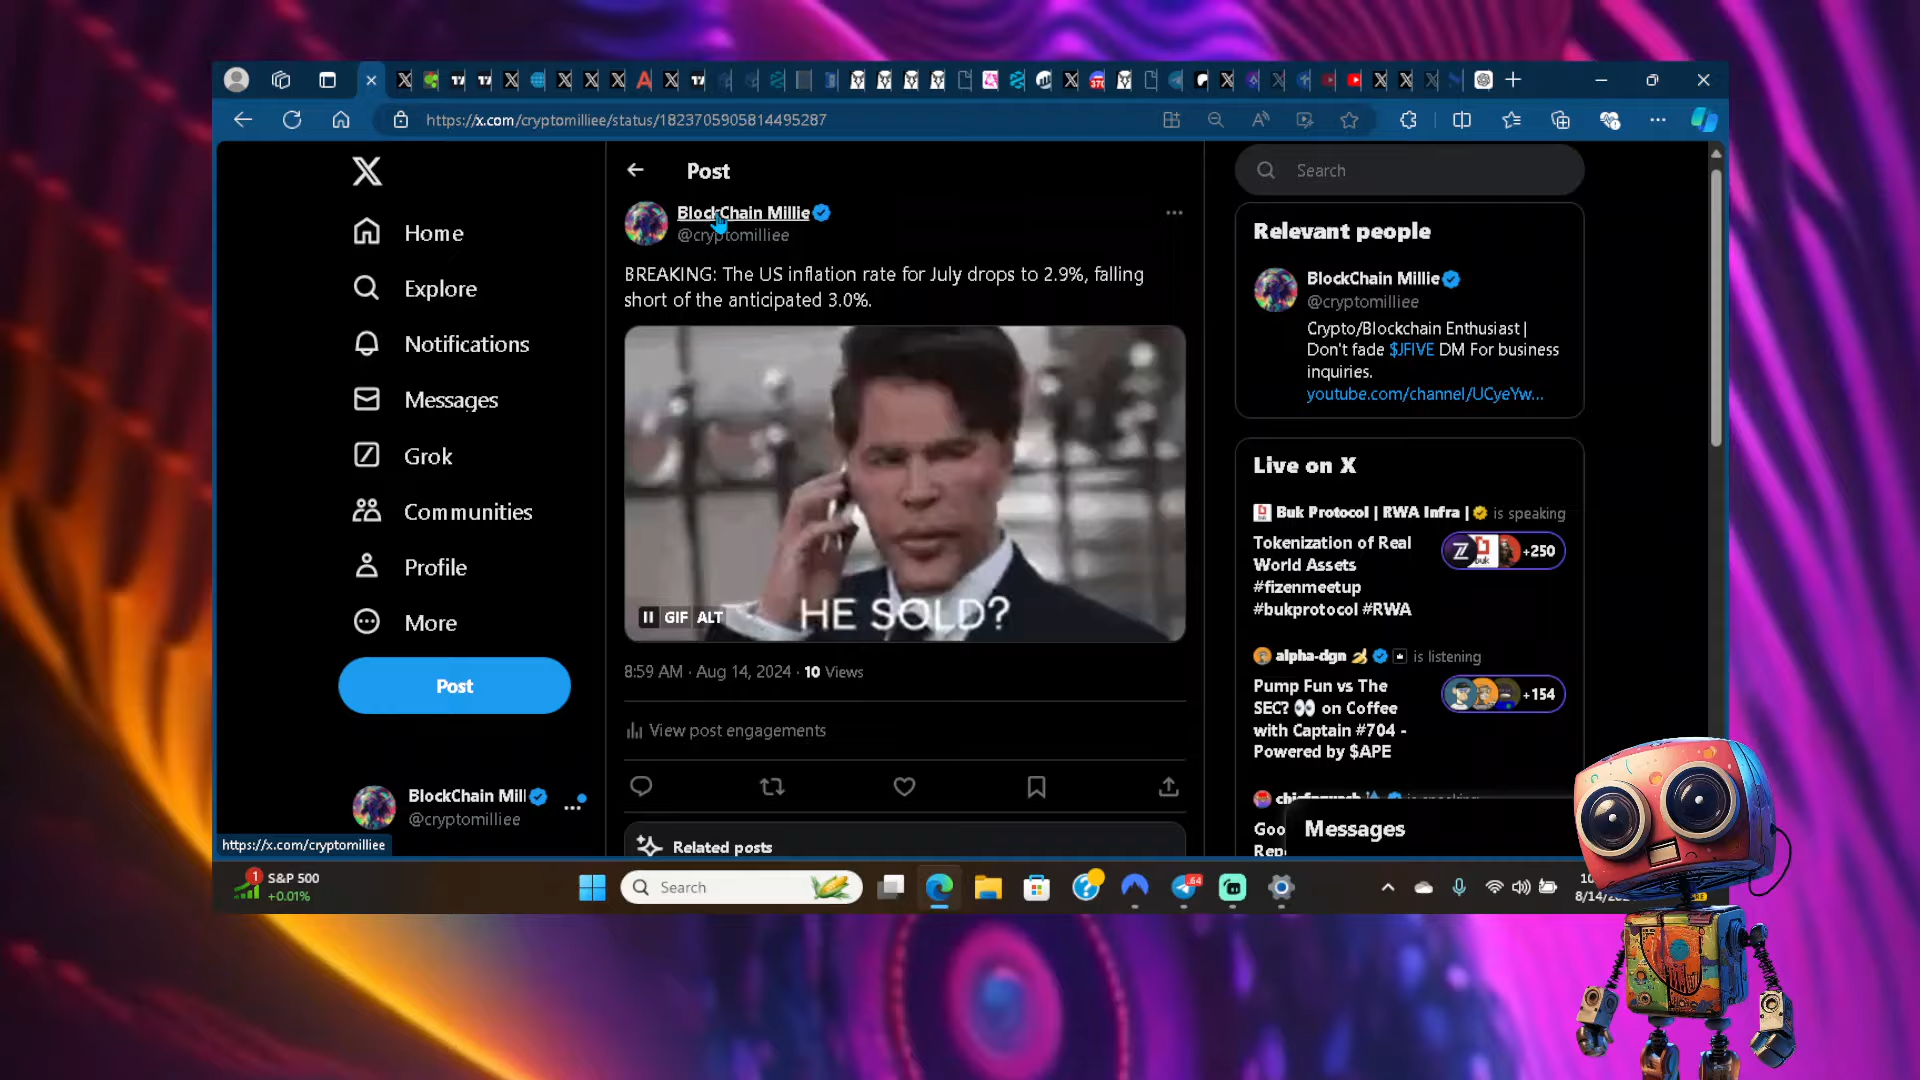 https://x.com/cryptomilliee/status/1823705905814495287
Post
Search
BlockChain Millie
@cryptomilliee
BREAKING: The US inflation rate for July drops to 2.9%, falling
short of the anticipated 3.0%.
HE SOLD?
GIF ALT
8:59 AM · Aug 14, 2024 · 10 Views
View post engagements
Related posts
Home
Explore
Notifications
Messages
Grok
Communities
Profile
More
Post
BlockChain Mill
@cryptomilliee
https://x.com/cryptomilliee
Relevant people
BlockChain Millie
@cryptomilliee
Crypto/Blockchain Enthusiast |
Don't fade $JFIVE DM For business
inquiries.
youtube.com/channel/UCyeYw...
Live on X
Buk Protocol | RWA Infra | is speaking
Tokenization of Real
World Assets
#fizenmeetup
#bukprotocol #RWA
+250
alpha-dgn is listening
Pump Fun vs The
SEC? 👀 on Coffee
with Captain #704 -
Powered by $APE
+154
is speaking
Messages
S&P 500
+0.01%
Search
64
8/14/